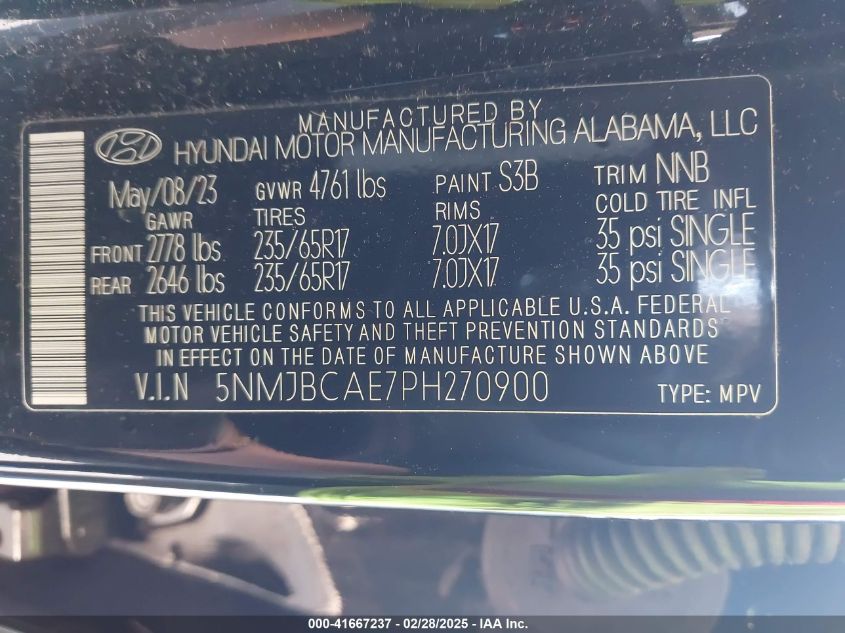 MANUFACTURED BY
HYUNDAI MOTOR MANUFACTURING ALABAMA, LLC
May/08/23 GVWR 4761 lbs PAINT S3B TRIM NNB
GAWR TIRES RIMS COLD TIRE INFL
FRONT 2778 lbs 235/65R17 7.0JX17 35 psi SINGLE
REAR 2646 lbs 235/65R17 7.0JX17 35 psi SINGLE
THIS VEHICLE CONFORMS TO ALL APPLICABLE U.S.A. FEDERAL
MOTOR VEHICLE SAFETY AND THEFT PREVENTION STANDARDS
IN EFFECT ON THE DATE OF MANUFACTURE SHOWN ABOVE
V.I.N 5NMJBCAE7PH270900 TYPE: MPV
000-41667237 - 02/28/2025 - IAA Inc.